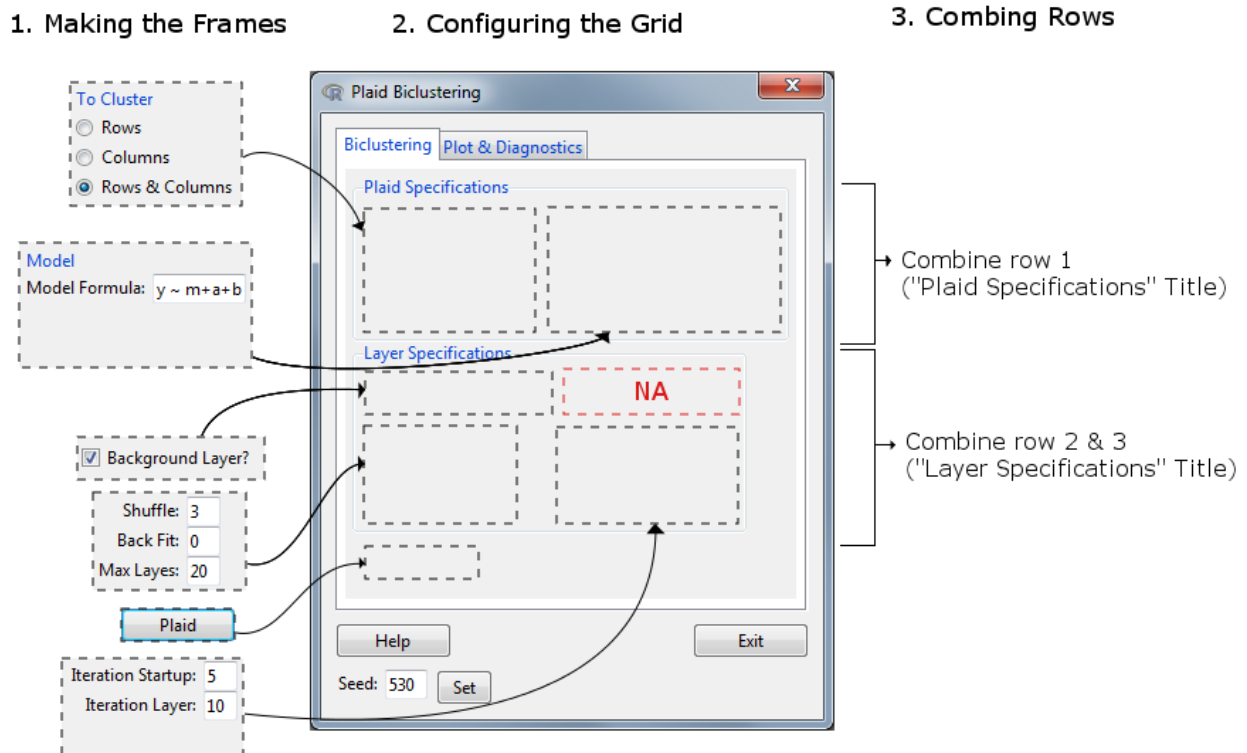 1. Making the Frames
2. Configuring the Grid
3. Combing Rows
To Cluster
Rows
Columns
Rows & Columns
Model
Model Formula: y ~ m+a+b
Background Layer?
Shuffle: 3
Back Fit: 0
Max Layes: 20
Plaid
Iteration Startup: 5
Iteration Layer: 10
Plaid Biclustering
Biclustering Plot & Diagnostics
Plaid Specifications
Layer Specifications
NA
Help
Exit
Seed: 530 Set
Combine row 1
("Plaid Specifications" Title)
Combine row 2 & 3
("Layer Specifications" Title)